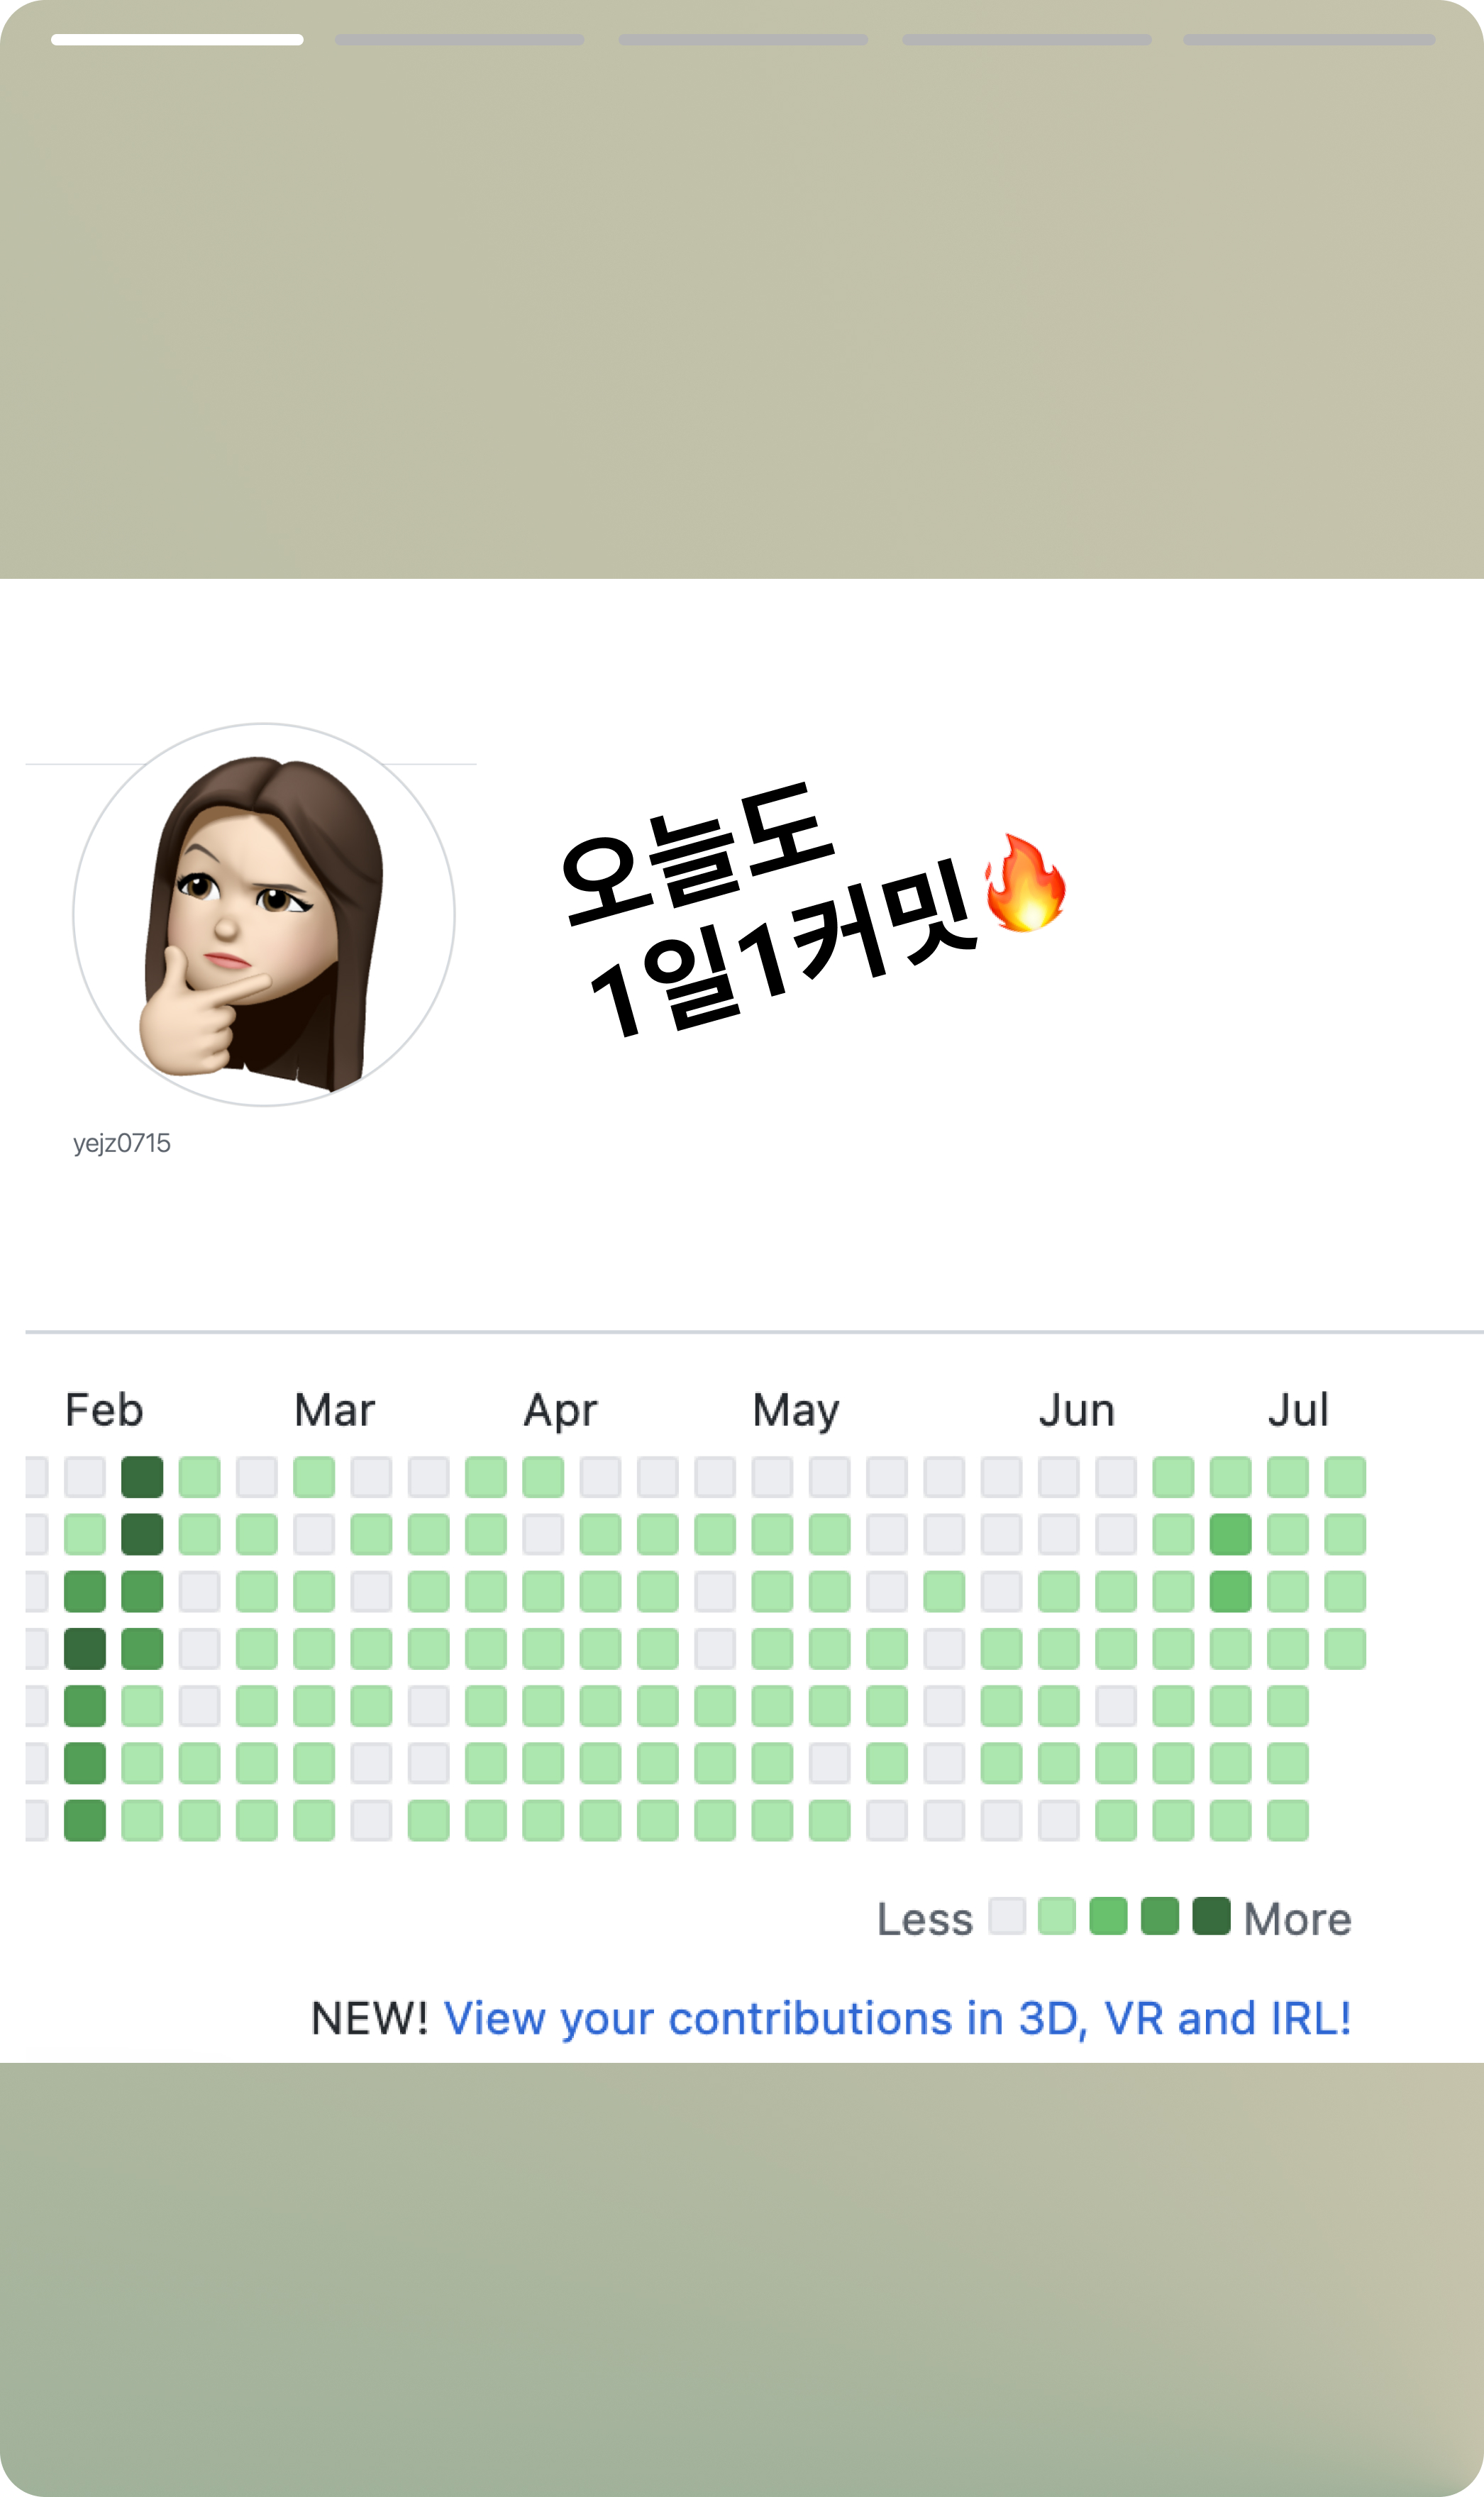 오늘도
1일1커밋🔥
yejz0715
Feb Mar Apr May Jun Jul
Less More
NEW! View your contributions in 3D, VR and IRL!